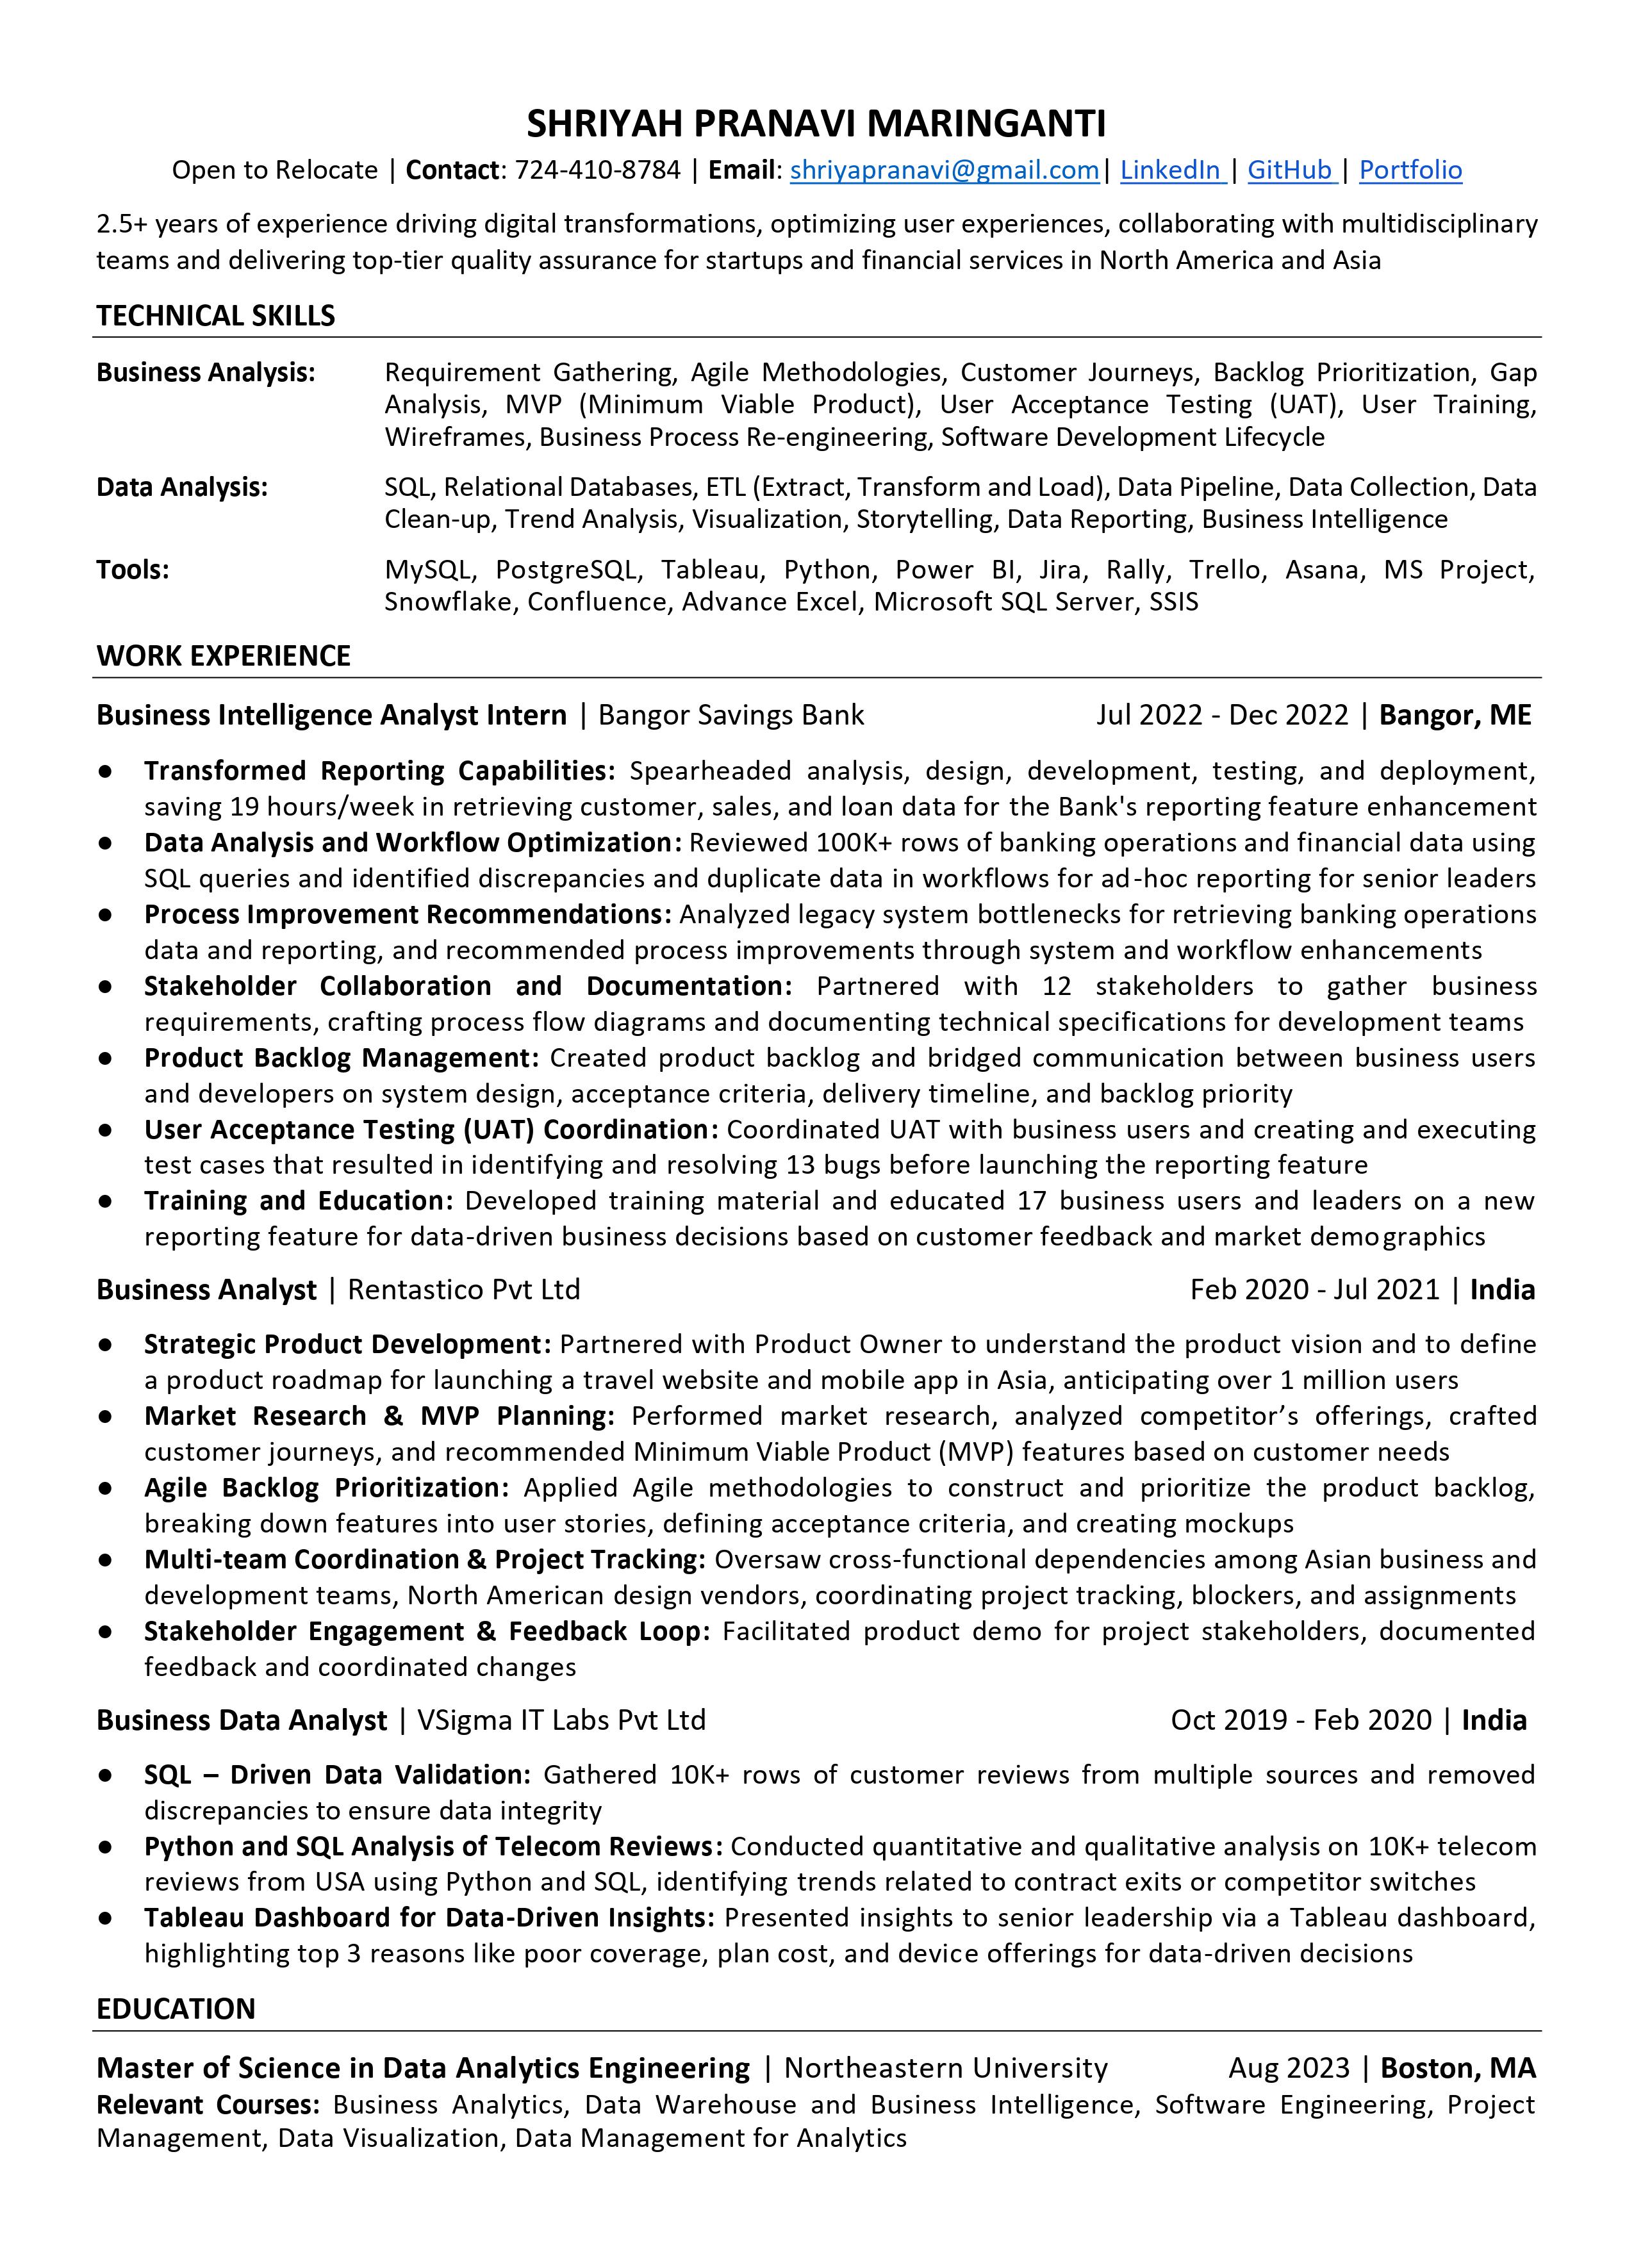 SHRIYAH PRANAVI MARINGANTI
Open to Relocate | Contact: 724-410-8784 | Email: shriyapranavi@gmail.com| LinkedIn | GitHub | Portfolio
2.5+ years of experience driving digital transformations, optimizing user experiences, collaborating with multidisciplinary
teams and delivering top-tier quality assurance for startups and financial services in North America and Asia
TECHNICAL SKILLS
Business Analysis: Requirement Gathering, Agile Methodologies, Customer Journeys, Backlog Prioritization, Gap
Analysis, MVP (Minimum Viable Product), User Acceptance Testing (UAT), User Training,
Wireframes, Business Process Re-engineering, Software Development Lifecycle
Data Analysis: SQL, Relational Databases, ETL (Extract, Transform and Load), Data Pipeline, Data Collection, Data
Clean-up, Trend Analysis, Visualization, Storytelling, Data Reporting, Business Intelligence
Tools: MySQL, PostgreSQL, Tableau, Python, Power BI, Jira, Rally, Trello, Asana, MS Project,
Snowflake, Confluence, Advance Excel, Microsoft SQL Server, SSIS
WORK EXPERIENCE
Business Intelligence Analyst Intern | Bangor Savings Bank Jul 2022 - Dec 2022 | Bangor, ME
● Transformed Reporting Capabilities: Spearheaded analysis, design, development, testing, and deployment,
saving 19 hours/week in retrieving customer, sales, and loan data for the Bank's reporting feature enhancement
● Data Analysis and Workflow Optimization: Reviewed 100K+ rows of banking operations and financial data using
SQL queries and identified discrepancies and duplicate data in workflows for ad-hoc reporting for senior leaders
● Process Improvement Recommendations: Analyzed legacy system bottlenecks for retrieving banking operations
data and reporting, and recommended process improvements through system and workflow enhancements
● Stakeholder Collaboration and Documentation: Partnered with 12 stakeholders to gather business
requirements, crafting process flow diagrams and documenting technical specifications for development teams
● Product Backlog Management: Created product backlog and bridged communication between business users
and developers on system design, acceptance criteria, delivery timeline, and backlog priority
● User Acceptance Testing (UAT) Coordination: Coordinated UAT with business users and creating and executing
test cases that resulted in identifying and resolving 13 bugs before launching the reporting feature
● Training and Education: Developed training material and educated 17 business users and leaders on a new
reporting feature for data-driven business decisions based on customer feedback and market demographics
Business Analyst | Rentastico Pvt Ltd Feb 2020 - Jul 2021 | India
● Strategic Product Development: Partnered with Product Owner to understand the product vision and to define
a product roadmap for launching a travel website and mobile app in Asia, anticipating over 1 million users
● Market Research & MVP Planning: Performed market research, analyzed competitor’s offerings, crafted
customer journeys, and recommended Minimum Viable Product (MVP) features based on customer needs
● Agile Backlog Prioritization: Applied Agile methodologies to construct and prioritize the product backlog,
breaking down features into user stories, defining acceptance criteria, and creating mockups
● Multi-team Coordination & Project Tracking: Oversaw cross-functional dependencies among Asian business and
development teams, North American design vendors, coordinating project tracking, blockers, and assignments
● Stakeholder Engagement & Feedback Loop: Facilitated product demo for project stakeholders, documented
feedback and coordinated changes
Business Data Analyst | VSigma IT Labs Pvt Ltd Oct 2019 - Feb 2020 | India
● SQL – Driven Data Validation: Gathered 10K+ rows of customer reviews from multiple sources and removed
discrepancies to ensure data integrity
● Python and SQL Analysis of Telecom Reviews: Conducted quantitative and qualitative analysis on 10K+ telecom
reviews from USA using Python and SQL, identifying trends related to contract exits or competitor switches
● Tableau Dashboard for Data-Driven Insights: Presented insights to senior leadership via a Tableau dashboard,
highlighting top 3 reasons like poor coverage, plan cost, and device offerings for data-driven decisions
EDUCATION
Master of Science in Data Analytics Engineering | Northeastern University Aug 2023 | Boston, MA
Relevant Courses: Business Analytics, Data Warehouse and Business Intelligence, Software Engineering, Project
Management, Data Visualization, Data Management for Analytics